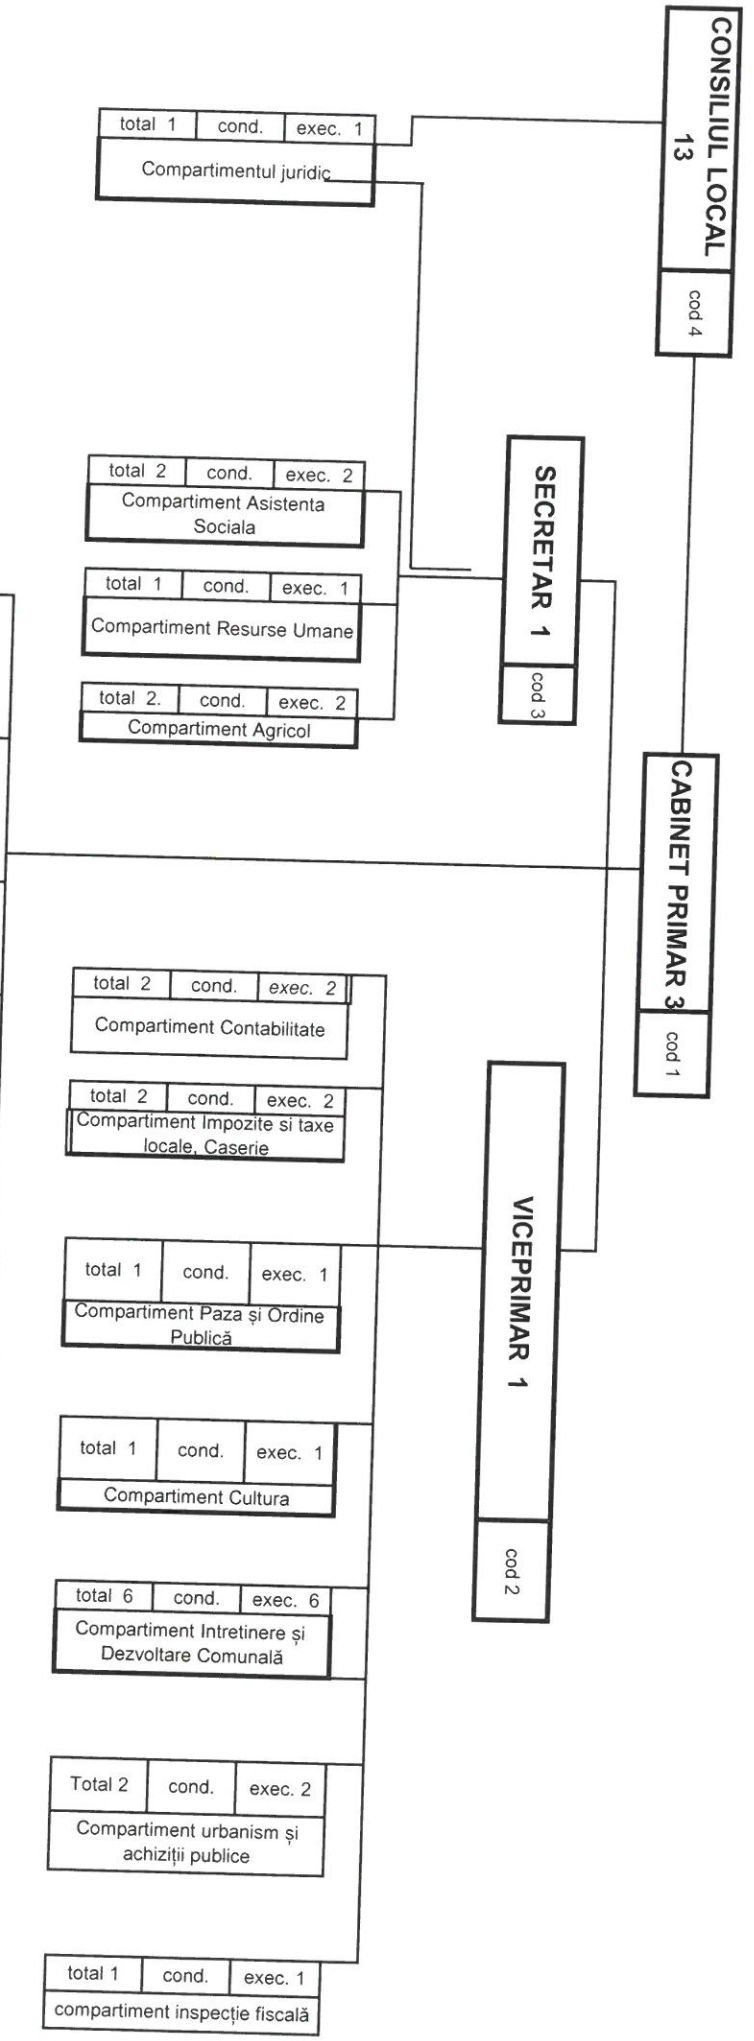 CONSILIUL LOCAL
13
cod 4
total 1 cond. exec. 1
Compartimentul juridic
SECRETAR 1
cod 3
total 2 cond. exec. 2
Compartiment Asistenta
Sociala
total 1 cond. exec. 1
Compartiment Resurse Umane
total 2. cond. exec. 2
Compartiment Agricol
CABINET PRIMAR 3
cod 1
total 2 cond. exec. 2
Compartiment Contabilitate
total 2 cond. exec. 2
Compartiment Impozite si taxe
locale, Caserie
VICEPRIMAR 1
cod 2
total 1 cond. exec. 1
Compartiment Paza și Ordine
Publică
total 1 cond. exec. 1
Compartiment Cultura
total 6 cond. exec. 6
Compartiment Intretinere și
Dezvoltare Comunală
Total 2 cond. exec. 2
Compartiment urbanism și
achiziții publice
total 1 cond. exec. 1
compartiment inspecție fiscală